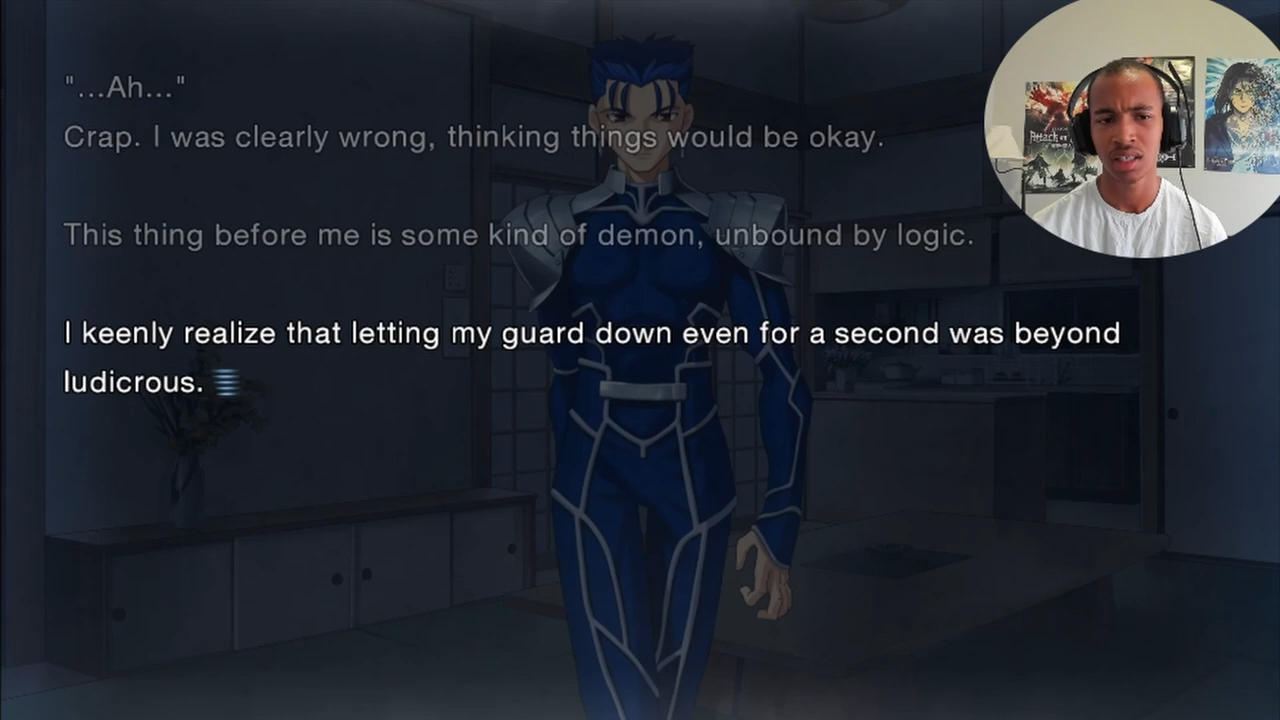 "...Ah..."
Crap. I was clearly wrong, thinking things would be okay.
This thing before me is some kind of demon, unbound by logic.
I keenly realize that letting my guard down even for a second was beyond
ludicrous.
Attack